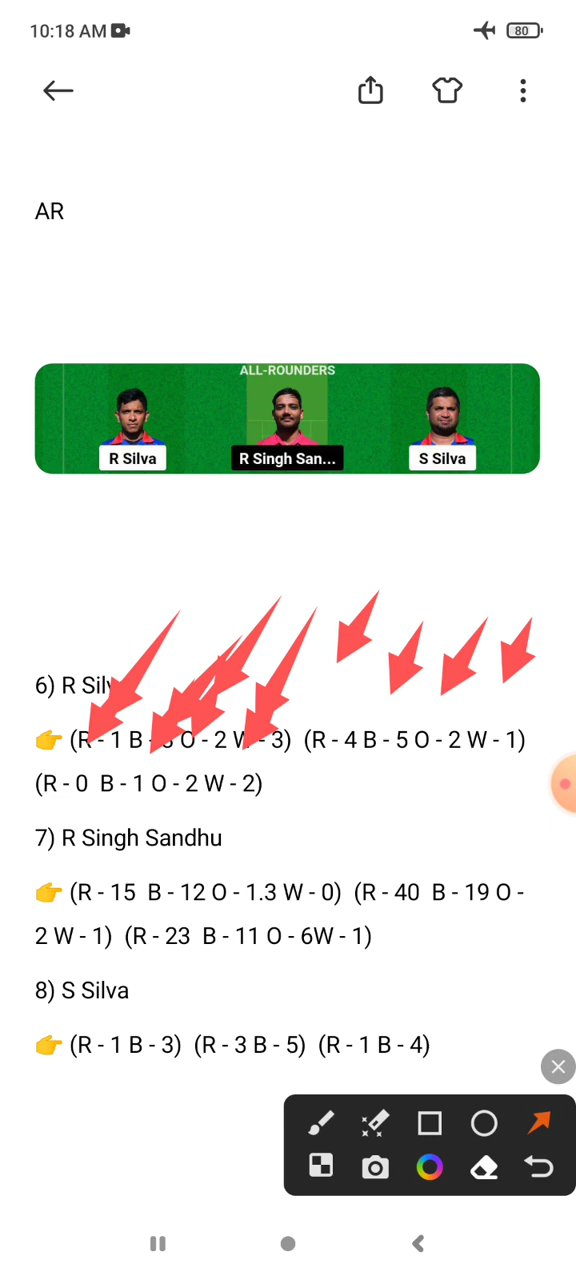 10:18 AM
80
AR
ALL-ROUNDERS
R Silva
R Singh San...
S Silva
6) R Silv
👉 (R - 1 B - O - 2 W - 3) (R - 4 B - 5 O - 2 W - 1)
(R - 0 B - 1 O - 2 W - 2)
7) R Singh Sandhu
👉 (R - 15 B - 12 O - 1.3 W - 0) (R - 40 B - 19 O -
2 W - 1) (R - 23 B - 11 O - 6W - 1)
8) S Silva
👉 (R - 1 B - 3) (R - 3 B - 5) (R - 1 B - 4)